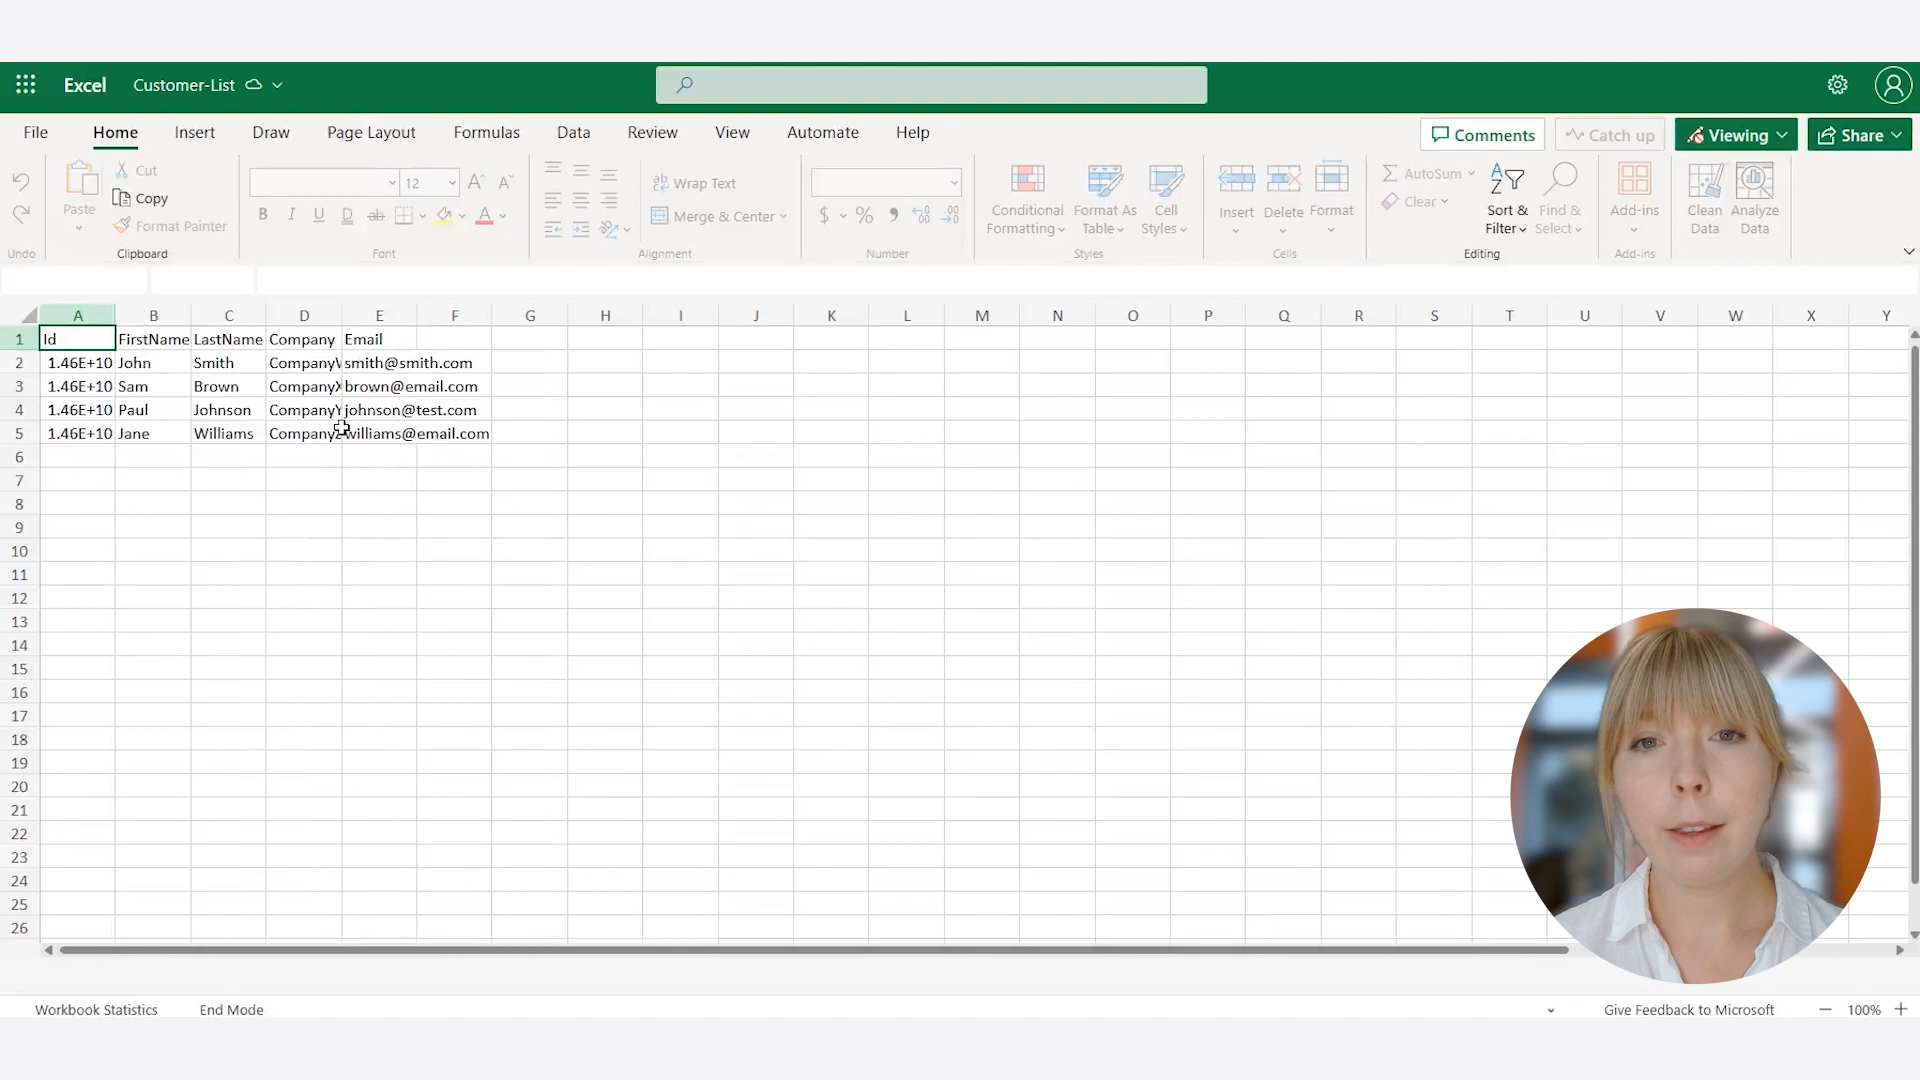 Excel Customer-List
File Home Insert Draw Page Layout Formulas Data Review View Automate Help Comments Catch up Viewing Share
Paste Cut Copy Format Painter
12
Wrap Text
Merge & Center
Conditional Formatting Format As Table Cell Styles
Insert Delete Format
AutoSum
Clear
Sort & Filter Find & Select
Add-ins
Clean Data Analyze Data
Undo Clipboard Font Alignment Number Styles Cells Editing Add-ins
A B C D E F G H I J K L M N O P Q R S T U V W X Y
1 Id FirstName LastName Company Email
2 1.46E+10 John Smith Company smith@smith.com
3 1.46E+10 Sam Brown CompanyX brown@email.com
4 1.46E+10 Paul Johnson CompanyY johnson@test.com
5 1.46E+10 Jane Williams Company williams@email.com
6
7
8
9
10
11
12
13
14
15
16
17
18
19
20
21
22
23
24
25
26
Workbook Statistics End Mode Give Feedback to Microsoft 100%